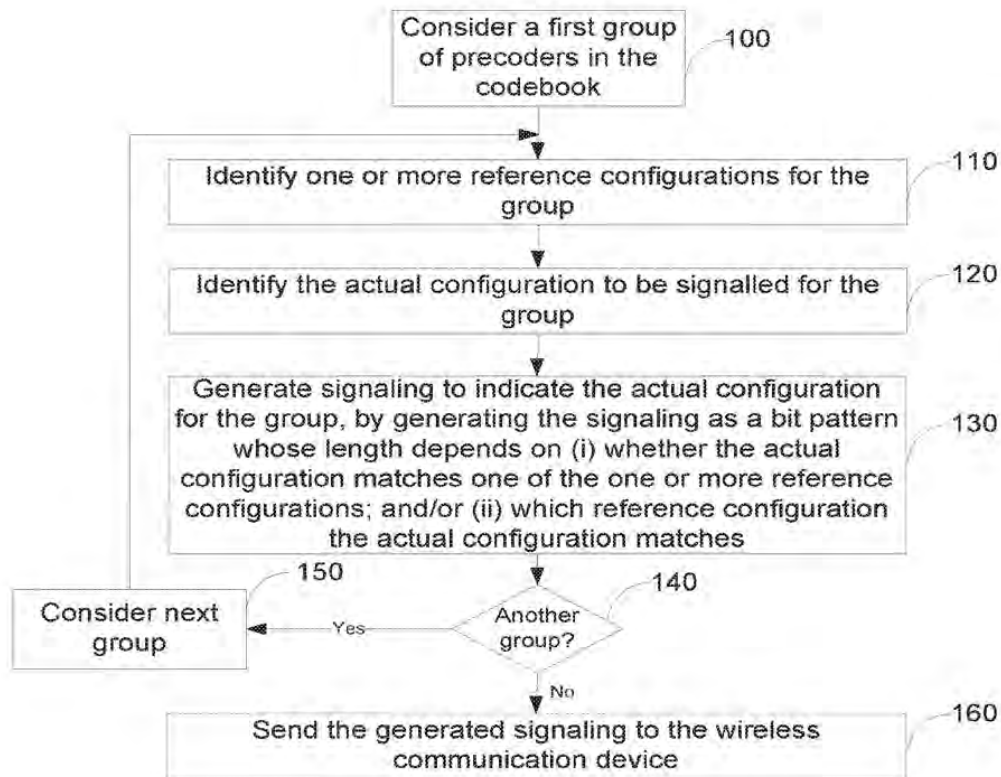 Consider a first group
of precoders in the
codebook
100
Identify one or more reference configurations for the
group
110
Identify the actual configuration to be signalled for the
group
120
Generate signaling to indicate the actual configuration
for the group, by generating the signaling as a bit pattern
whose length depends on (i) whether the actual
configuration matches one of the one or more reference
configurations; and/or (ii) which reference configuration
the actual configuration matches
130
Another
group?
140
Yes
Consider next
group
150
No
Send the generated signaling to the wireless
communication device
160